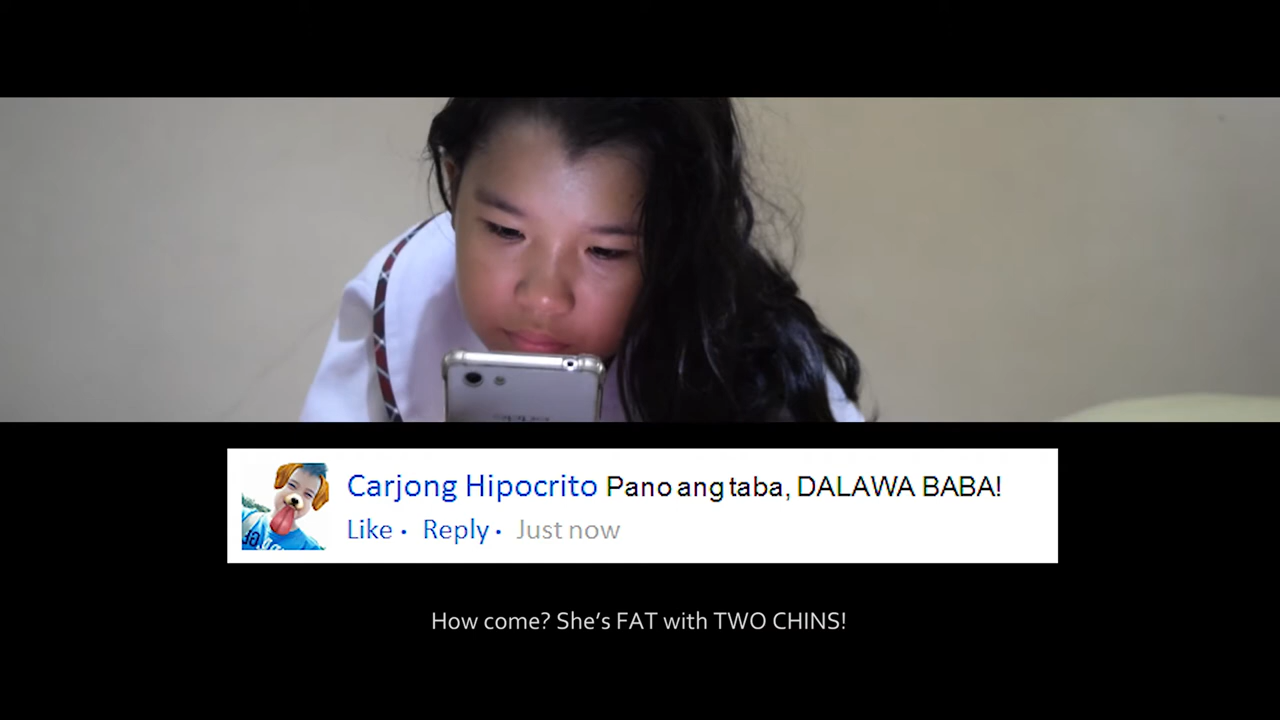 Carjong Hipocrito Pano ang taba, DALAWA BABA!
Like · Reply · Just now
How come? She's FAT with TWO CHINS!